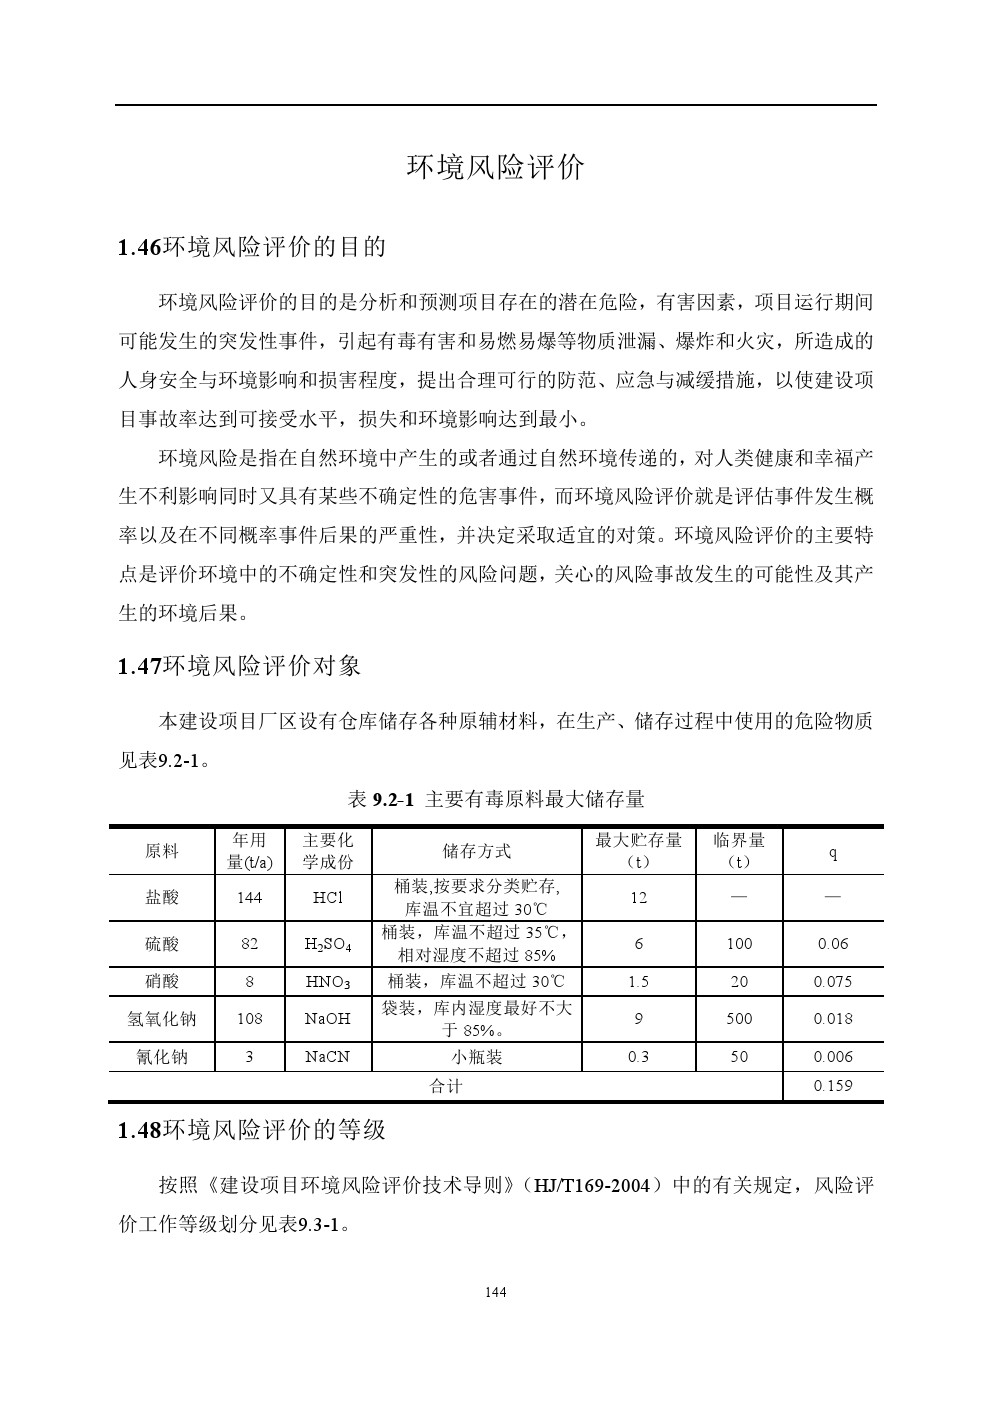 环境风险评价
1.46环境风险评价的目的
环境风险评价的目的是分析和预测项目存在的潜在危险，有害因素，项目运行期间
可能发生的突发性事件，引起有毒有害和易燃易爆等物质泄漏、爆炸和火灾，所造成的
人身安全与环境影响和损害程度，提出合理可行的防范、应急与减缓措施，以使建设项
目事故率达到可接受水平，损失和环境影响达到最小。
环境风险是指在自然环境中产生的或者通过自然环境传递的，对人类健康和幸福产
生不利影响同时又具有某些不确定性的危害事件，而环境风险评价就是评估事件发生概
率以及在不同概率事件后果的严重性，并决定采取适宜的对策。环境风险评价的主要特
点是评价环境中的不确定性和突发性的风险问题，关心的风险事故发生的可能性及其产
生的环境后果。
1.47环境风险评价对象
本建设项目厂区设有仓库储存各种原辅材料，在生产、储存过程中使用的危险物质
见表9.2-1。
表 9.2-1 主要有毒原料最大储存量
原料 年用量(t/a) 主要化学成份 储存方式 最大贮存量（t） 临界量（t） q
盐酸 144 HCl 桶装,按要求分类贮存,库温不宜超过 30℃ 12 — —
硫酸 82 H₂SO₄ 桶装，库温不超过 35℃，相对湿度不超过 85% 6 100 0.06
硝酸 8 HNO₃ 桶装，库温不超过 30℃ 1.5 20 0.075
氢氧化钠 108 NaOH 袋装，库内湿度最好不大于 85%。 9 500 0.018
氰化钠 3 NaCN 小瓶装 0.3 50 0.006
合计 0.159
1.48环境风险评价的等级
按照《建设项目环境风险评价技术导则》（HJ/T169-2004）中的有关规定，风险评
价工作等级划分见表9.3-1。
144